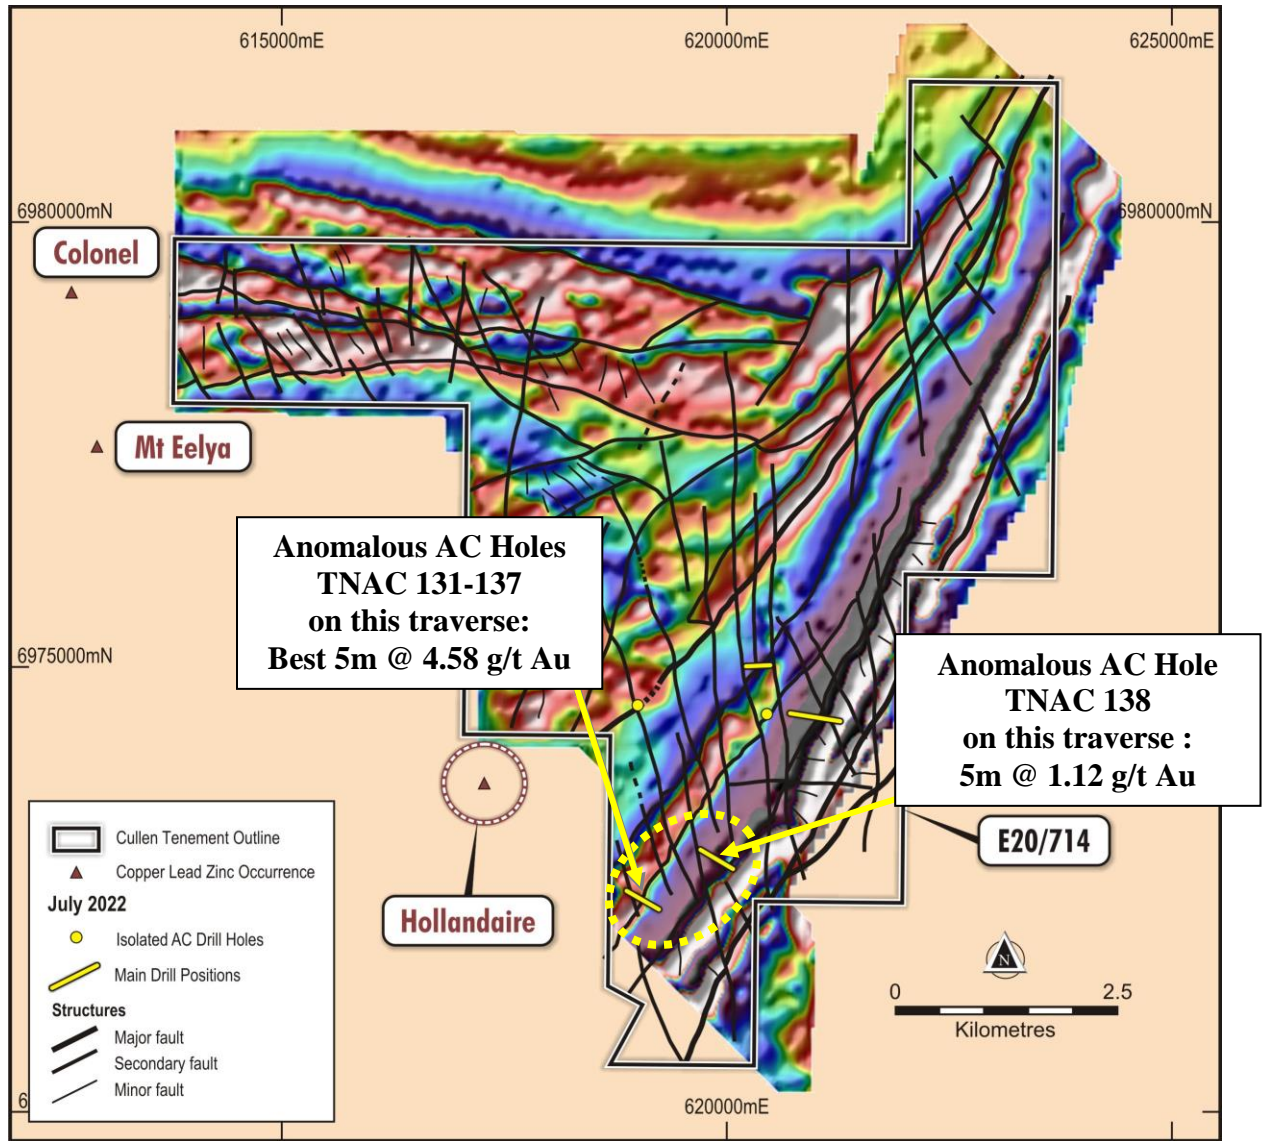 615000mE
620000mE
625000mE
6980000mN
6980000mN
Colonel
Mt Eelya
Anomalous AC Holes
TNAC 131-137
on this traverse:
Best 5m @ 4.58 g/t Au
6975000mN
Anomalous AC Hole
TNAC 138
on this traverse :
5m @ 1.12 g/t Au
E20/714
Hollandaire
Cullen Tenement Outline
Copper Lead Zinc Occurrence
July 2022
Isolated AC Drill Holes
Main Drill Positions
Structures
Major fault
Secondary fault
Minor fault
N
0 2.5
Kilometres
6
620000mE